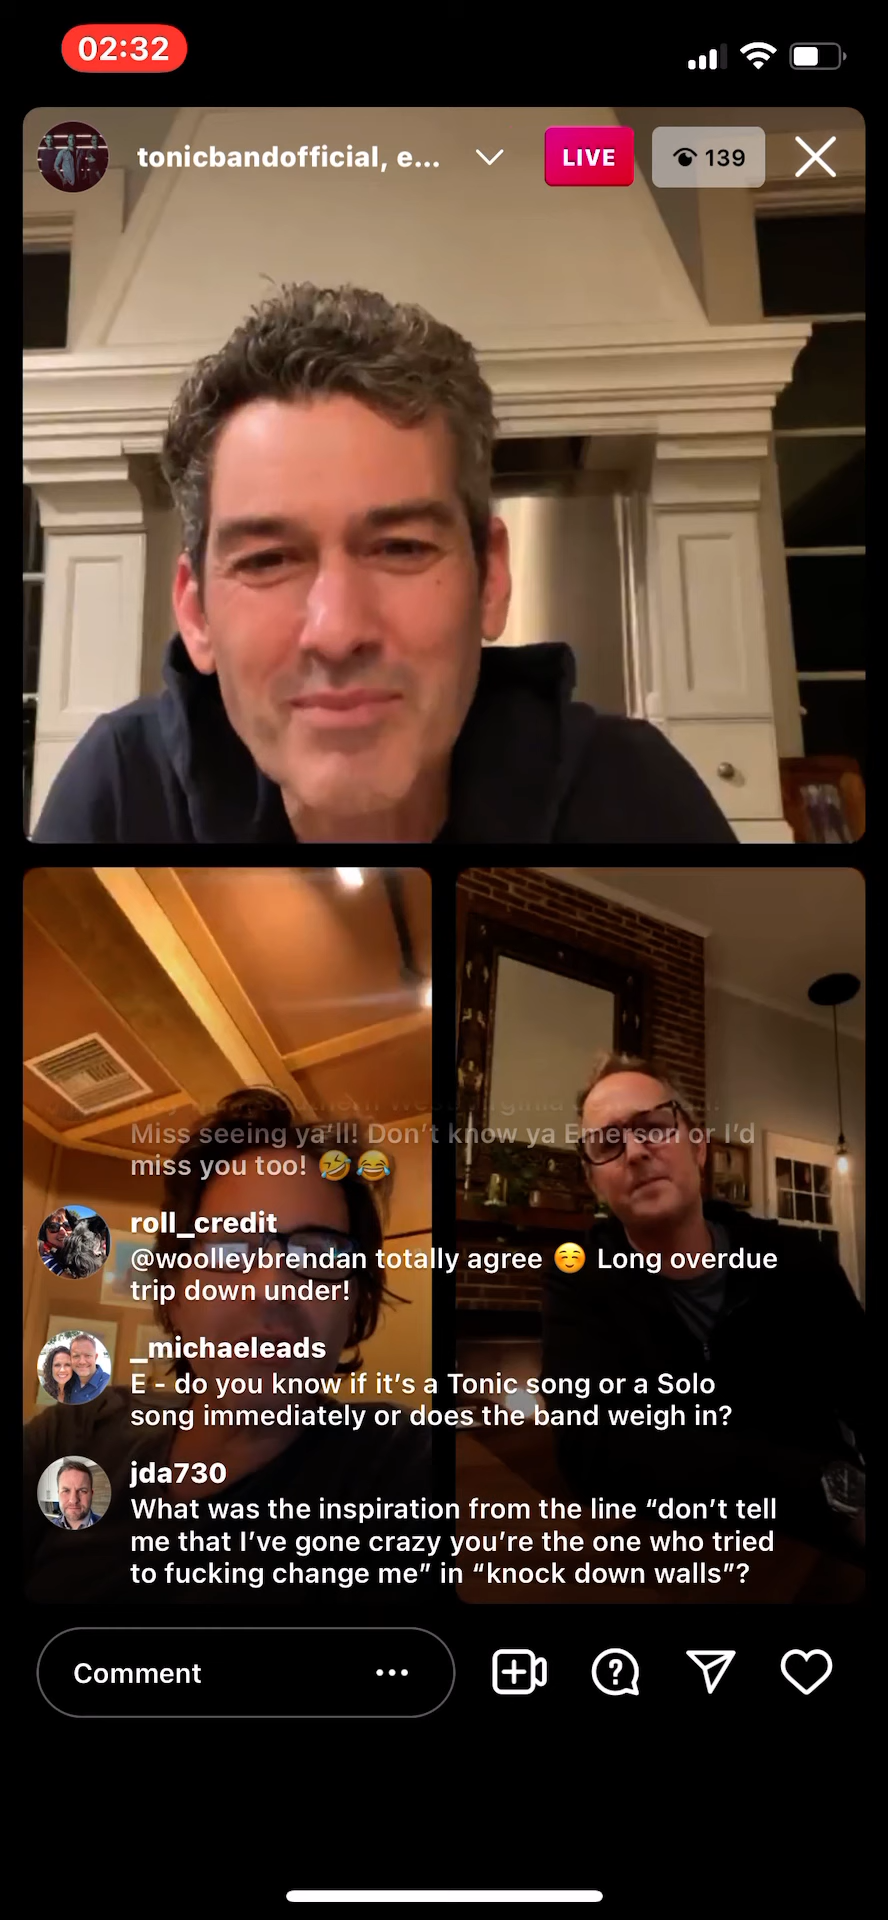 02:32
tonicbandofficial, e...
LIVE
139
Miss seeing ya'll! Don't know ya Emerson or I'd
miss you too! 🤣😂
roll_credit
@woolleybrendan totally agree ☺️ Long overdue
trip down under!
_michaeleads
E - do you know if it's a Tonic song or a Solo
song immediately or does the band weigh in?
jda730
What was the inspiration from the line “don't tell
me that I've gone crazy you're the one who tried
to fucking change me” in “knock down walls”?
Comment